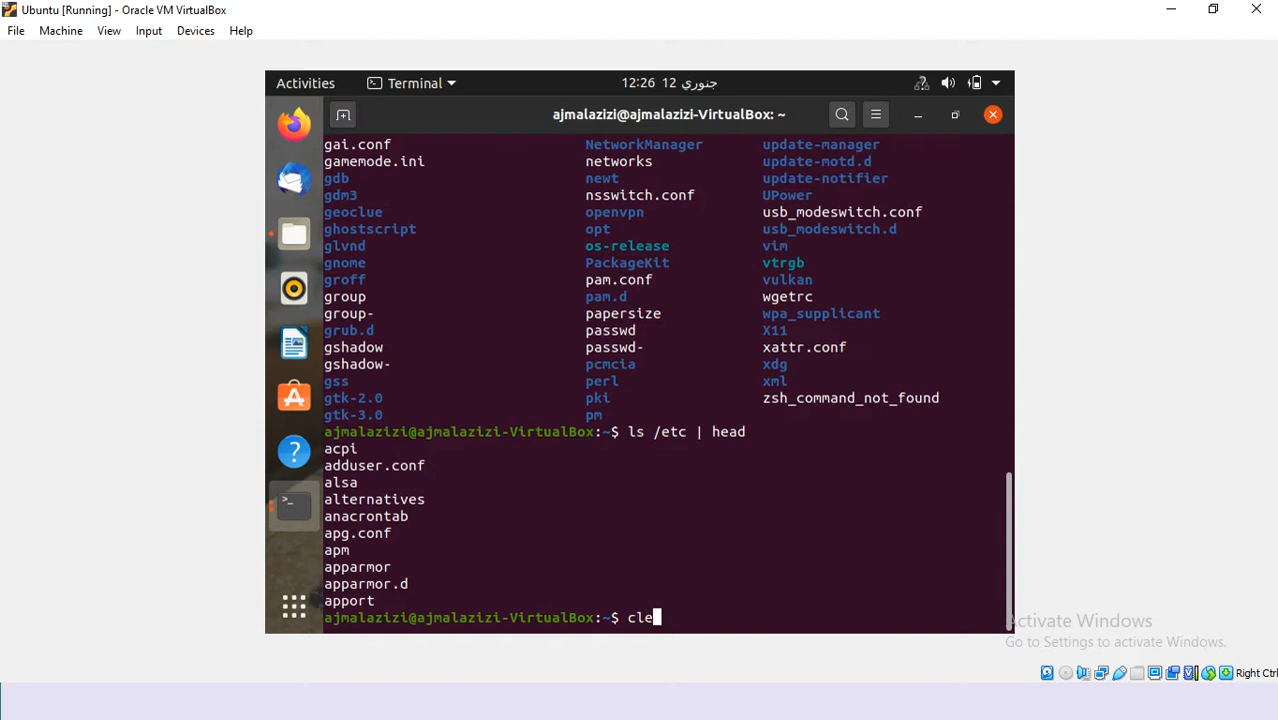 Ubuntu [Running] - Oracle VM VirtualBox
File Machine View Input Devices Help
Activities Terminal جنوري 12 12:26
ajmalazizi@ajmalazizi-VirtualBox: ~
gai.conf NetworkManager update-manager
gamemode.ini networks update-motd.d
gdb newt update-notifier
gdm3 nsswitch.conf UPower
geoclue openvpn usb_modeswitch.conf
ghostscript opt usb_modeswitch.d
glvnd os-release vim
gnome PackageKit vtrgb
groff pam.conf vulkan
group pam.d wgetrc
group- papersize wpa_supplicant
grub.d passwd X11
gshadow passwd- xattr.conf
gshadow- pcmcia xdg
gss perl xml
gtk-2.0 pki zsh_command_not_found
gtk-3.0 pm
ajmalazizi@ajmalazizi-VirtualBox:~$ ls /etc | head
acpi
adduser.conf
alsa
alternatives
anacrontab
apg.conf
apm
apparmor
apparmor.d
apport
ajmalazizi@ajmalazizi-VirtualBox:~$ cle
Activate Windows
Go to Settings to activate Windows.
Right Ctrl